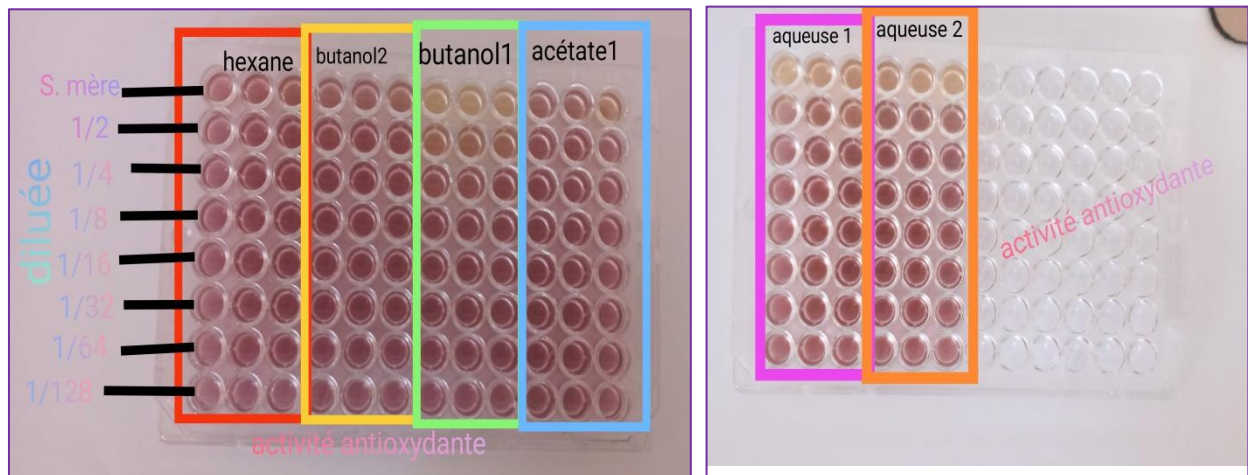 hexane butanol2 butanol1 acétate1
S. mère
1/2
1/4
1/8
1/16
1/32
1/64
1/128
diluée
activité antioxydante
aqueuse 1 aqueuse 2
activité antioxydante